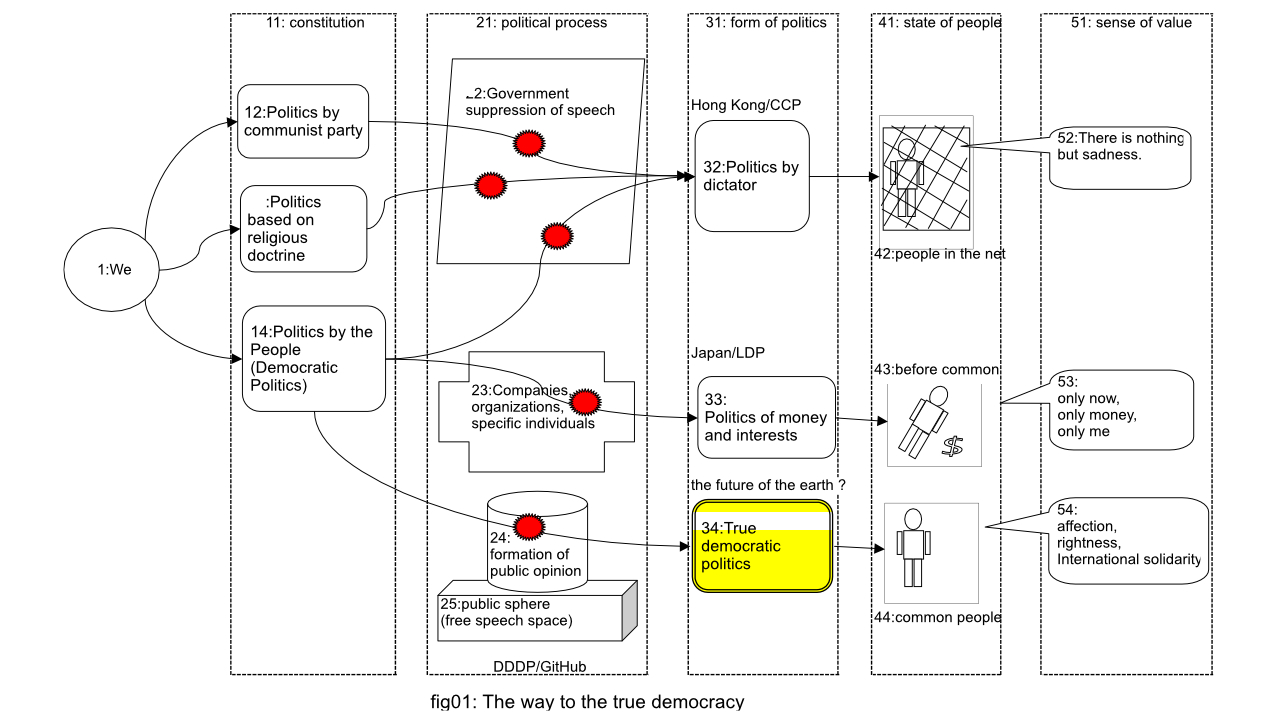 11: constitution
21: political process
31: form of politics
41: state of people
51: sense of value
1:We
12:Politics by
communist party
:Politics
based on
religious
doctrine
14:Politics by the
People
(Democratic
Politics)
2:Government
suppression of speech
23:Companies,
organizations,
specific individuals
24:
formation of
public opinion
25:public sphere
(free speech space)
DDDP/GitHub
Hong Kong/CCP
32:Politics by
dictator
Japan/LDP
33:
Politics of money
and interests
the future of the earth ?
34:True
democratic
politics
42:people in the net
43:before common
$
44:common people
52:There is nothing
but sadness.
53:
only now,
only money,
only me
54:
affection,
rightness,
International solidarity
fig01: The way to the true democracy